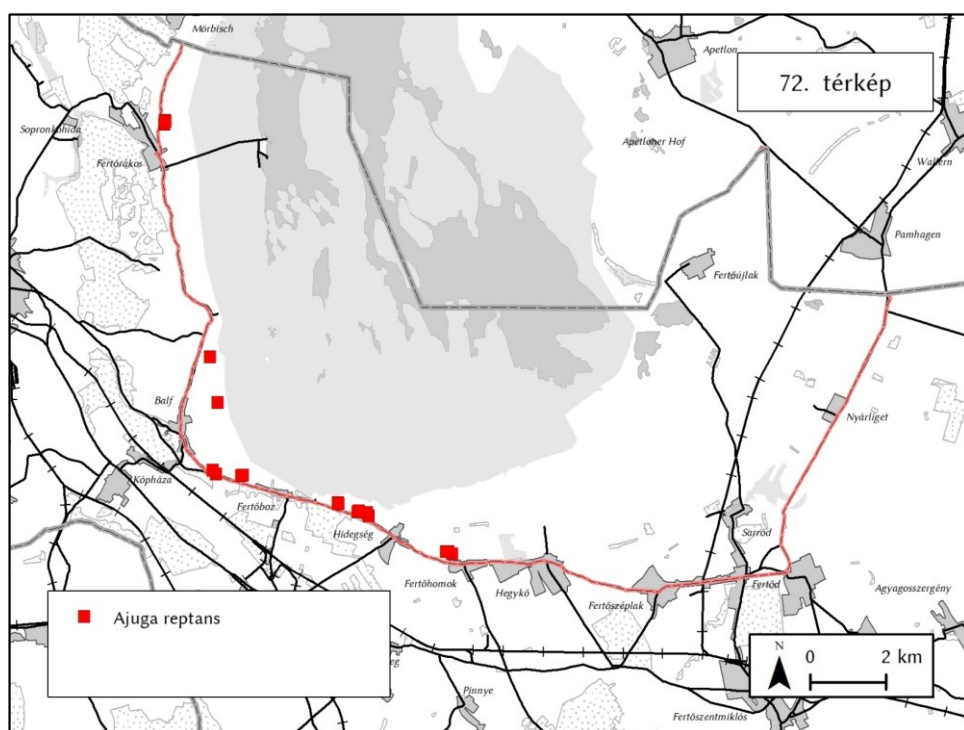 Mörbisch
Apetlon
72. térkép
Sopronkőhida
Fertőrákos
Apetloner Hof
Wallern
Pamhagen
Fertőújlak
Balf
Nyárliget
Kópháza
Fertőboz
Hidegség
Sarród
Fertőhomok
Hegykő
Fertőd
Fertőszéplak
Agyagosszergény
Ajuga reptans
N
0 2 km
Pinnye
Fertőszentmiklós